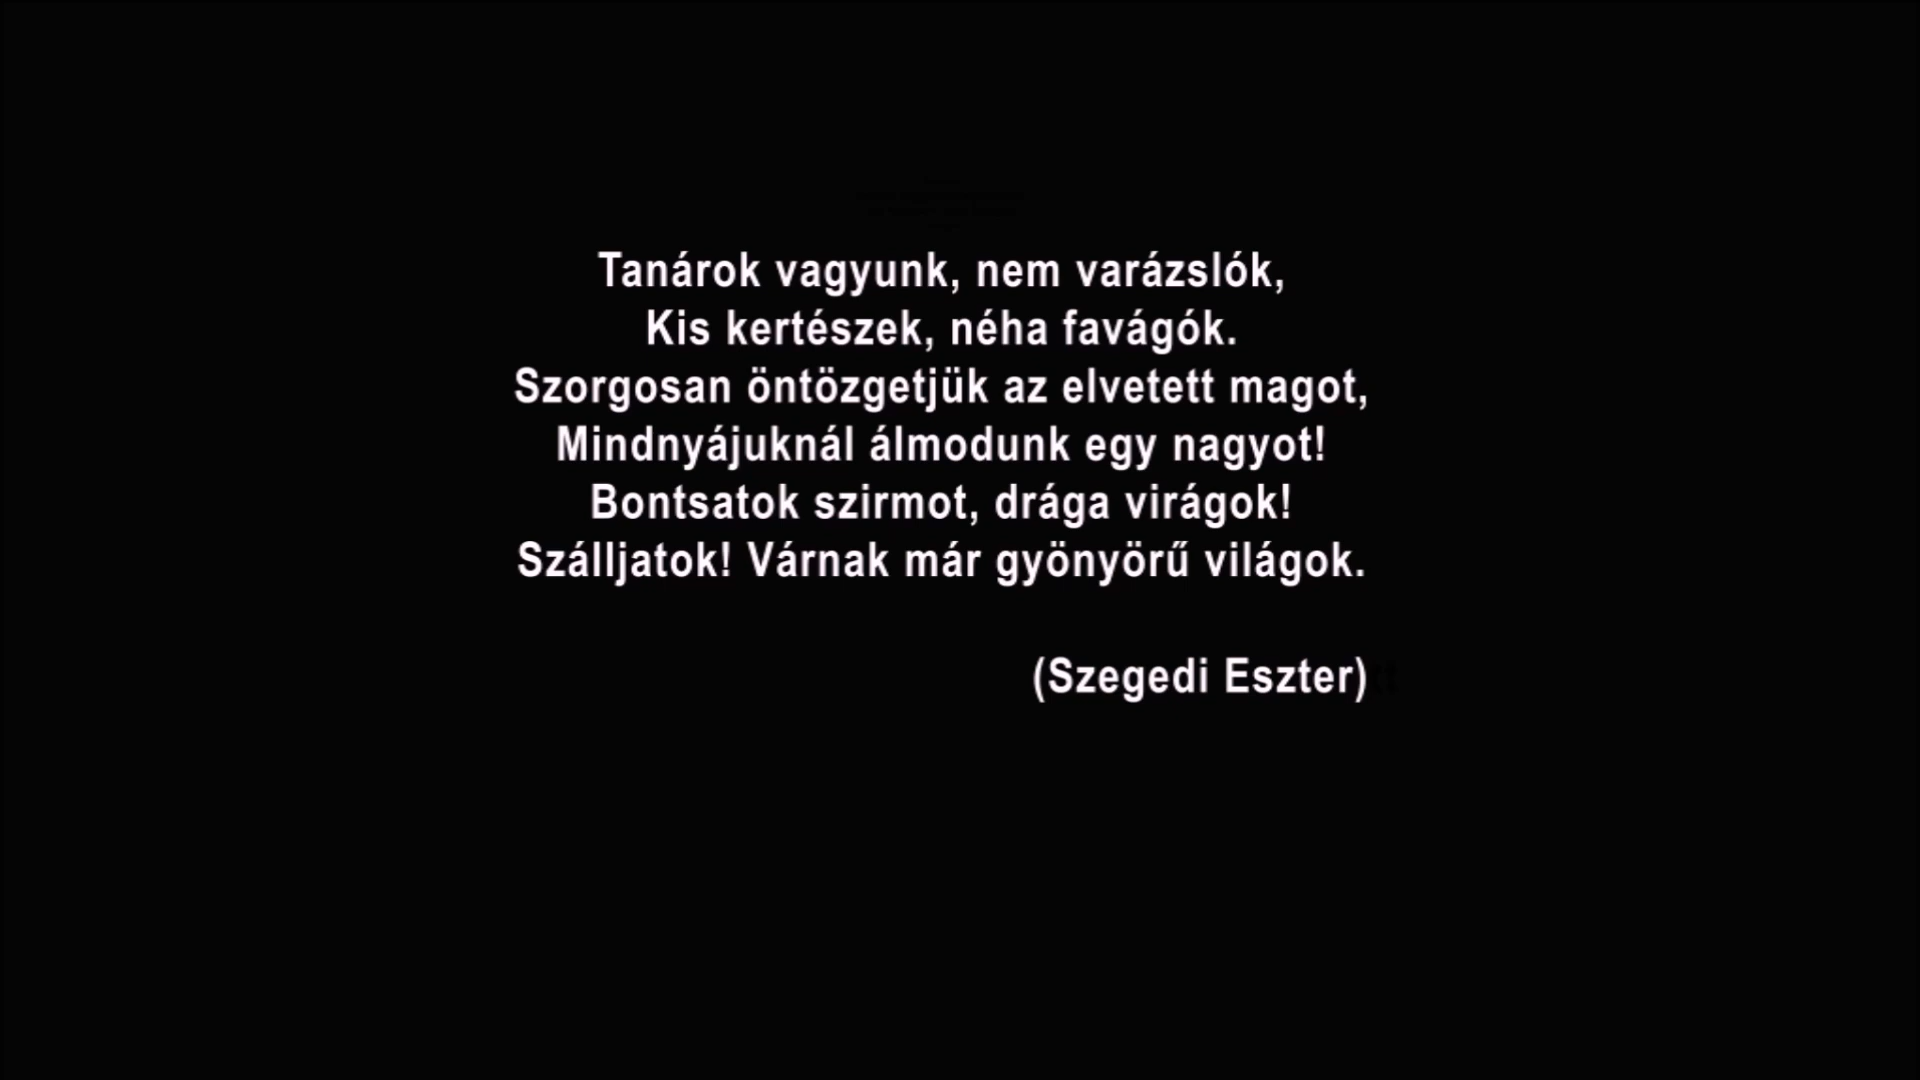 Tanárok vagyunk, nem varázslók,
Kis kertészek, néha favágók.
Szorgosan öntözgetjük az elvetett magot,
Mindnyájuknál álmodunk egy nagyot!
Bontsatok szirmot, drága virágok!
Szálljatok! Várnak már gyönyörű világok.
(Szegedi Eszter)